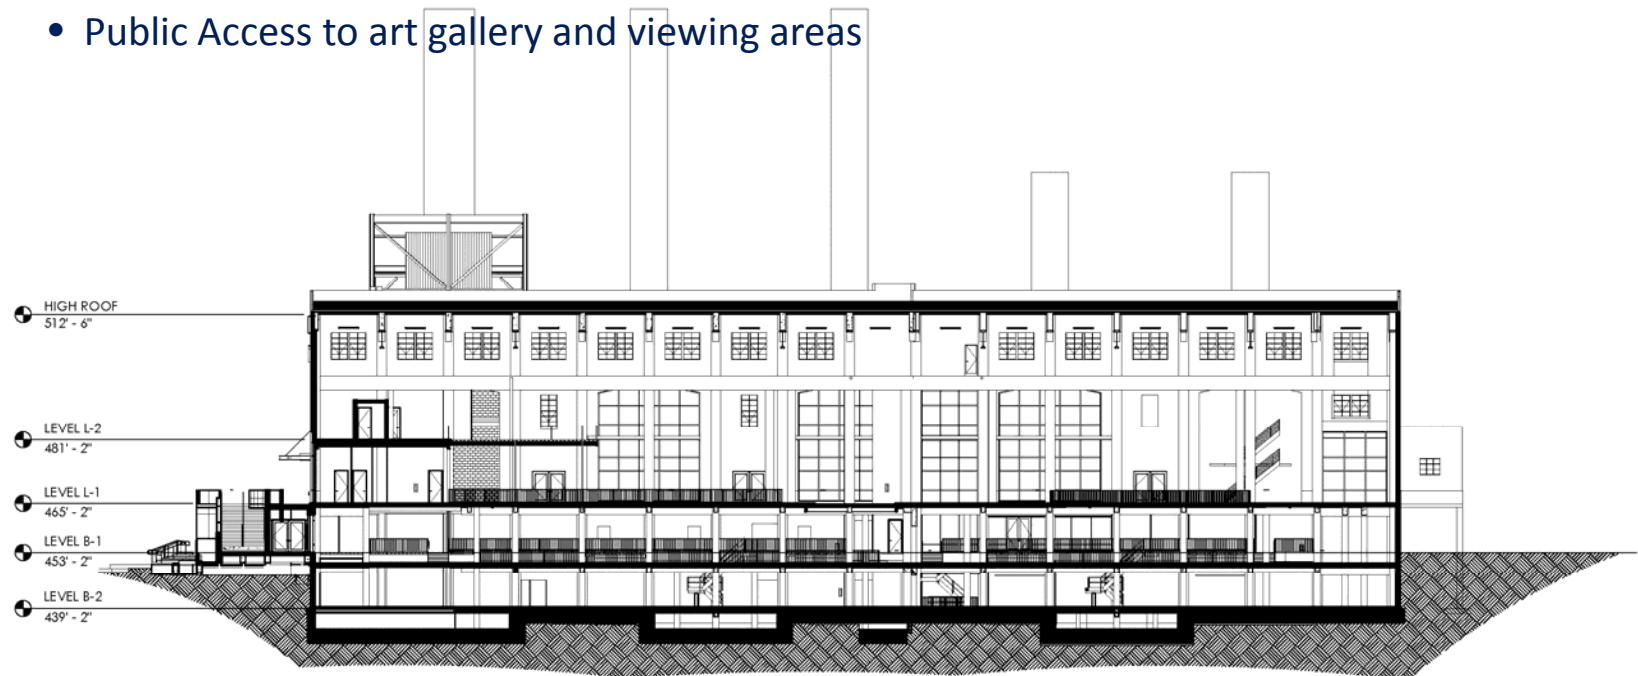 • Public Access to art gallery and viewing areas
HIGH ROOF
512' - 6"
LEVEL L-2
481' - 2"
LEVEL L-1
465' - 2"
LEVEL B-1
453' - 2"
LEVEL B-2
439' - 2"